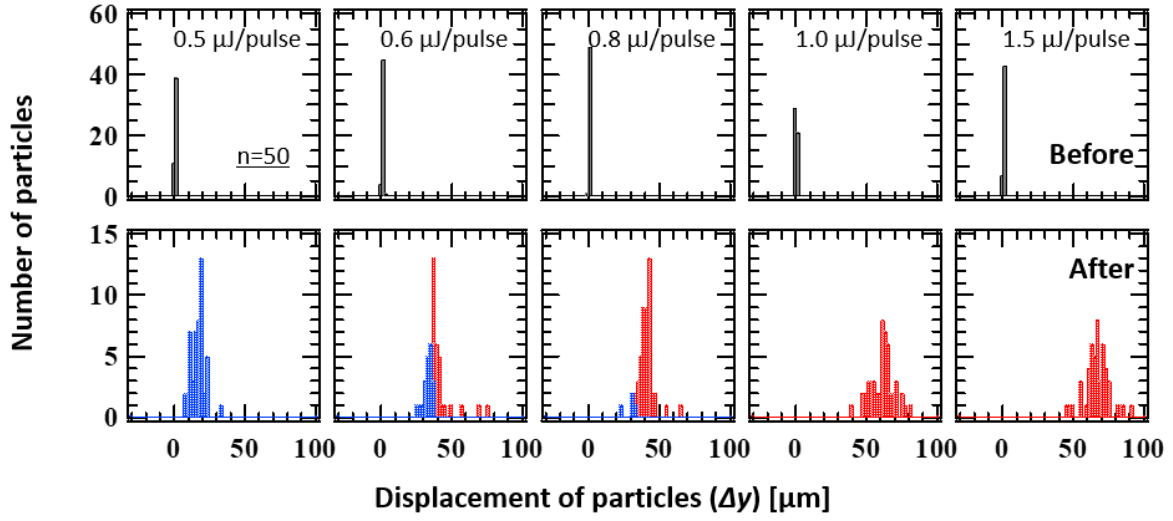 60
40
20
0
0.5 μJ/pulse
0.6 μJ/pulse
0.8 μJ/pulse
1.0 μJ/pulse
1.5 μJ/pulse
n=50
Before
Number of particles
15
10
5
0
After
0 50 100
0 50 100
0 50 100
0 50 100
0 50 100
Displacement of particles (Δy) [μm]